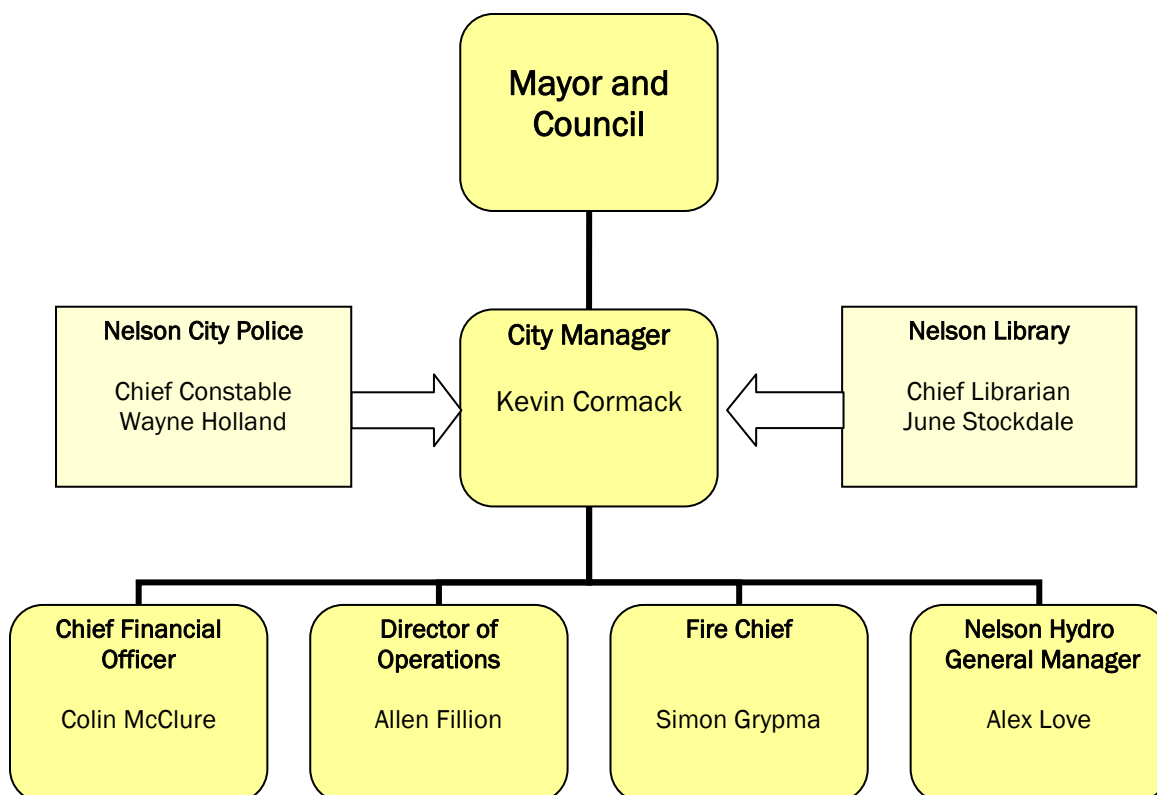 Mayor and
Council
Nelson City Police
Chief Constable
Wayne Holland
City Manager
Kevin Cormack
Nelson Library
Chief Librarian
June Stockdale
Chief Financial
Officer
Colin McClure
Director of
Operations
Allen Fillion
Fire Chief
Simon Grypma
Nelson Hydro
General Manager
Alex Love